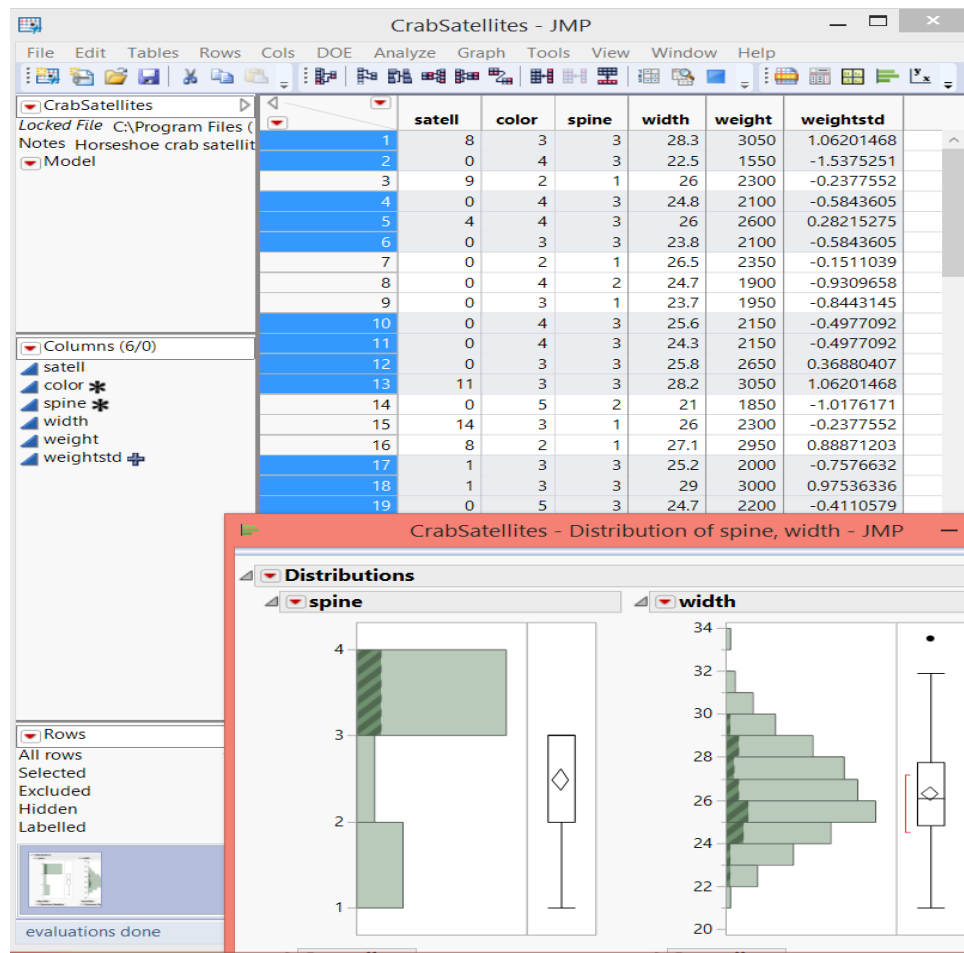 CrabSatellites - JMP
File Edit Tables Rows Cols DOE Analyze Graph Tools View Window Help
CrabSatellites
Locked File C:\Program Files (
Notes Horseshoe crab satellit
Model
satell color spine width weight weightstd
1 8 3 3 28.3 3050 1.06201468
2 0 4 3 22.5 1550 -1.5375251
3 9 2 1 26 2300 -0.2377552
4 0 4 3 24.8 2100 -0.5843605
5 4 4 3 26 2600 0.28215275
6 0 3 3 23.8 2100 -0.5843605
7 0 2 1 26.5 2350 -0.1511039
8 0 4 2 24.7 1900 -0.9309658
9 0 3 1 23.7 1950 -0.8443145
10 0 4 3 25.6 2150 -0.4977092
11 0 4 3 24.3 2150 -0.4977092
12 0 3 3 25.8 2650 0.36880407
13 11 3 3 28.2 3050 1.06201468
14 0 5 2 21 1850 -1.0176171
15 14 3 1 26 2300 -0.2377552
16 8 2 1 27.1 2950 0.88871203
17 1 3 3 25.2 2000 -0.7576632
18 1 3 3 29 3000 0.97536336
19 0 5 3 24.7 2200 -0.4110579
Columns (6/0)
satell
color
spine
width
weight
weightstd
Rows
All rows
Selected
Excluded
Hidden
Labelled
evaluations done
CrabSatellites - Distribution of spine, width - JMP
Distributions
spine
4
3
2
1
width
34
32
30
28
26
24
22
20